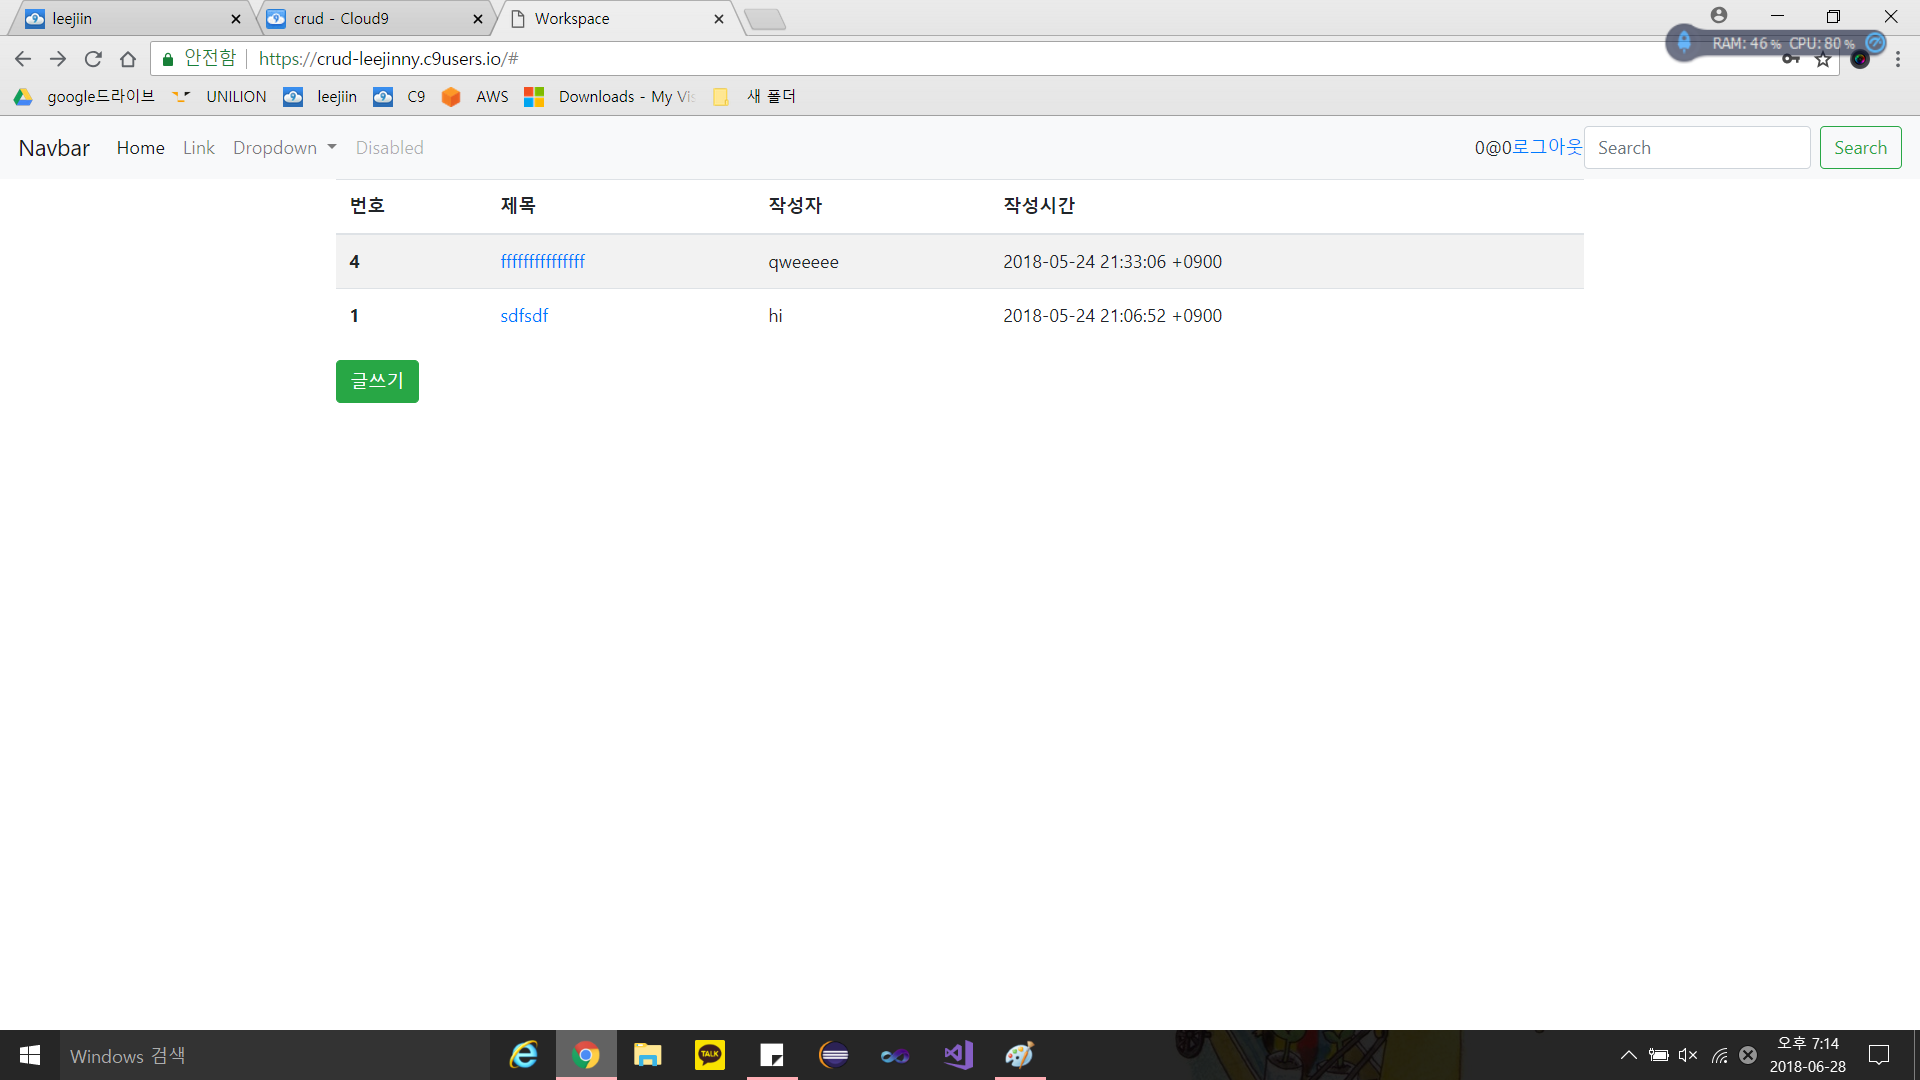 leejiin
crud - Cloud9
Workspace
RAM: 46% CPU: 80%
안전함 https://crud-leejinny.c9users.io/#
google드라이브 UNILION leejiin C9 AWS Downloads - My Vis 새 폴더
Navbar Home Link Dropdown Disabled 0@0로그아웃 Search Search
번호 제목 작성자 작성시간
4 fffffffffffffff qweeeee 2018-05-24 21:33:06 +0900
1 sdfsdf hi 2018-05-24 21:06:52 +0900
글쓰기
Windows 검색
TALK
오후 7:14
2018-06-28